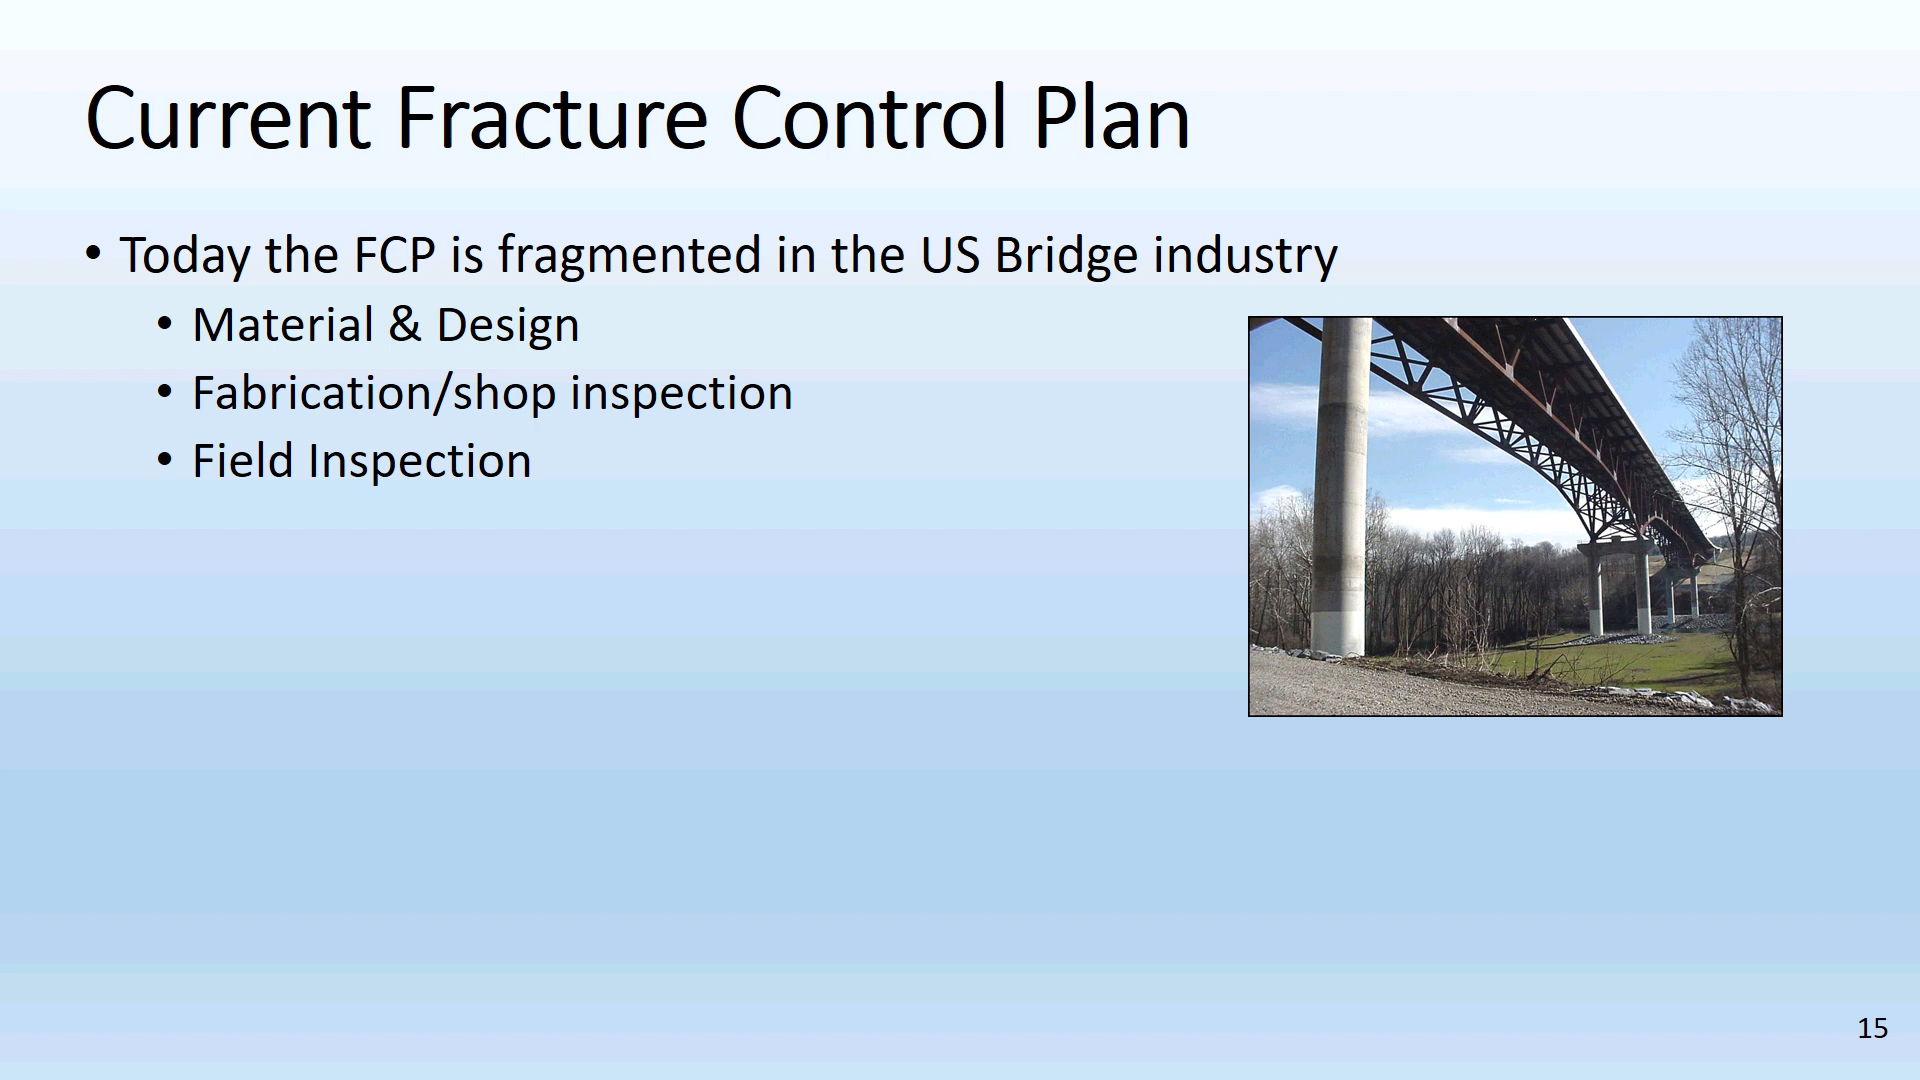 Current Fracture Control Plan
• Today the FCP is fragmented in the US Bridge industry
• Material & Design
• Fabrication/shop inspection
• Field Inspection
15